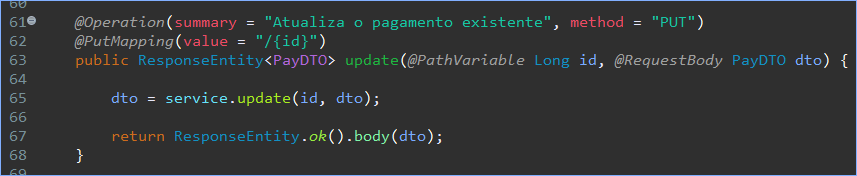 60
61 @Operation(summary = "Atualiza o pagamento existente", method = "PUT")
62 @PutMapping(value = "/{id}")
63 public ResponseEntity<PayDTO> update(@PathVariable Long id, @RequestBody PayDTO dto) {
64
65 dto = service.update(id, dto);
66
67 return ResponseEntity.ok().body(dto);
68 }
69